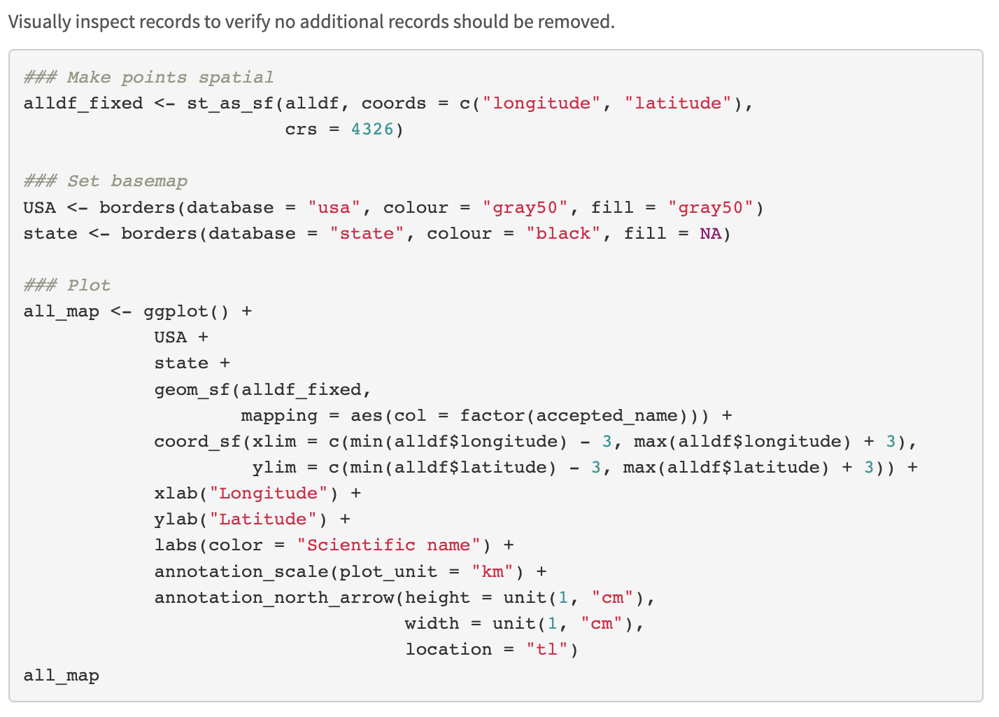 Visually inspect records to verify no additional records should be removed.
### Make points spatial
alldf_fixed <- st_as_sf(alldf, coords = c("longitude", "latitude"),
                        crs = 4326)

### Set basemap
USA <- borders(database = "usa", colour = "gray50", fill = "gray50")
state <- borders(database = "state", colour = "black", fill = NA)

### Plot
all_map <- ggplot() +
            USA +
            state +
            geom_sf(alldf_fixed,
                    mapping = aes(col = factor(accepted_name))) +
            coord_sf(xlim = c(min(alldf$longitude) - 3, max(alldf$longitude) + 3),
                     ylim = c(min(alldf$latitude) - 3, max(alldf$latitude) + 3)) +
            xlab("Longitude") +
            ylab("Latitude") +
            labs(color = "Scientific name") +
            annotation_scale(plot_unit = "km") +
            annotation_north_arrow(height = unit(1, "cm"),
                                   width = unit(1, "cm"),
                                   location = "tl")
all_map